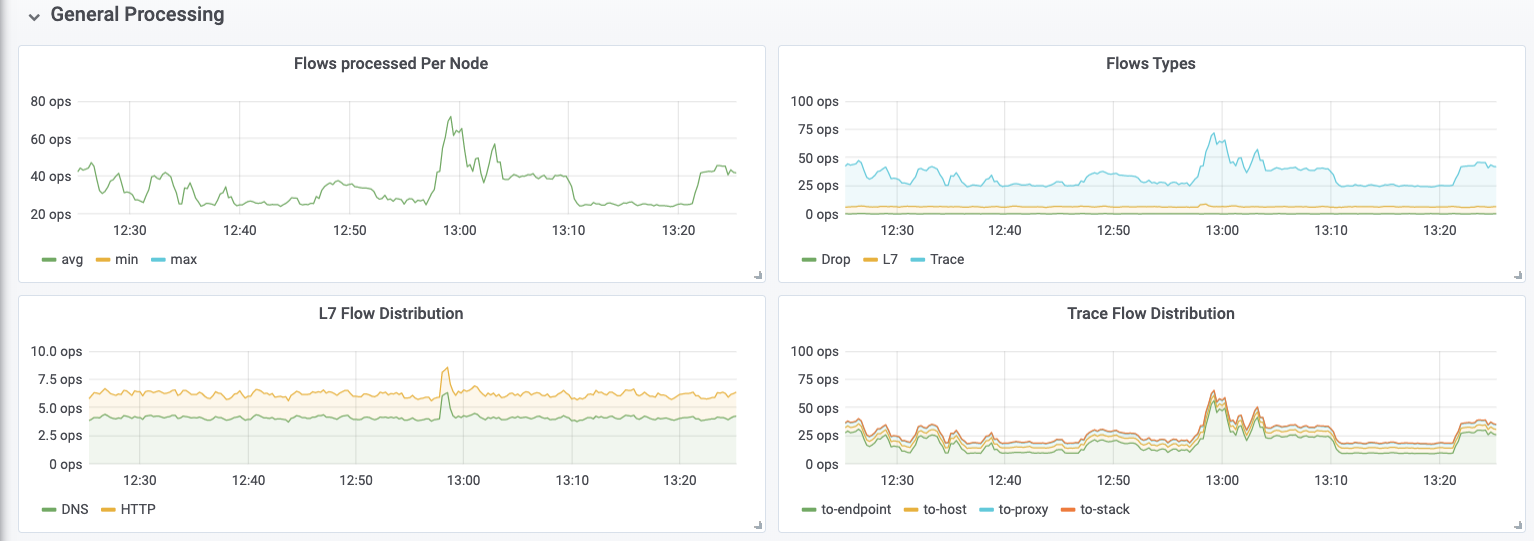 General Processing
Flows processed Per Node
80 ops
60 ops
40 ops
20 ops
12:30 12:40 12:50 13:00 13:10 13:20
avg min max
Flows Types
100 ops
75 ops
50 ops
25 ops
0 ops
12:30 12:40 12:50 13:00 13:10 13:20
Drop L7 Trace
L7 Flow Distribution
10.0 ops
7.5 ops
5.0 ops
2.5 ops
0 ops
12:30 12:40 12:50 13:00 13:10 13:20
DNS HTTP
Trace Flow Distribution
100 ops
75 ops
50 ops
25 ops
0 ops
12:30 12:40 12:50 13:00 13:10 13:20
to-endpoint to-host to-proxy to-stack